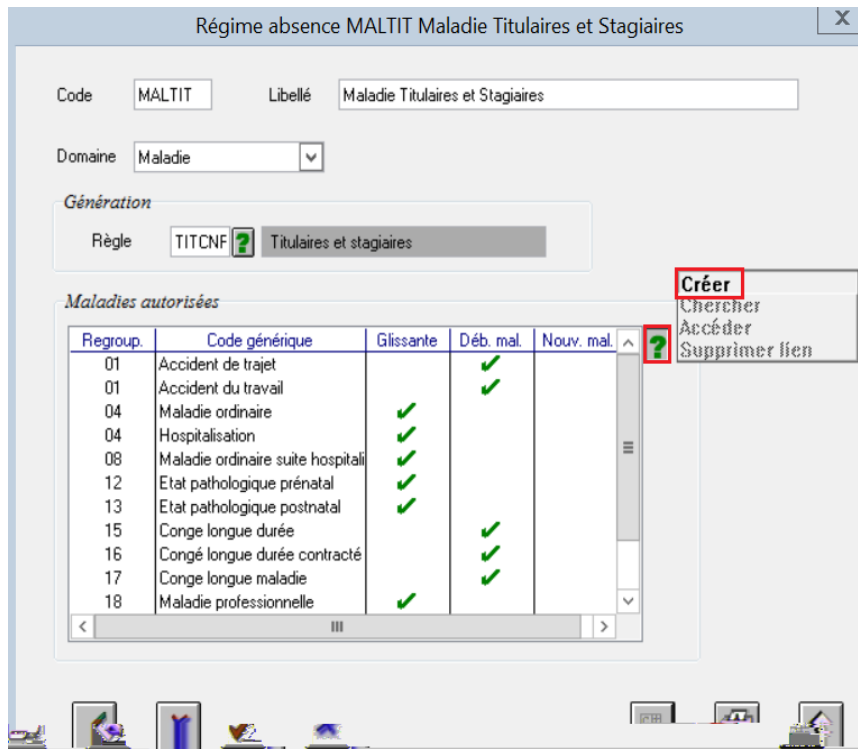 Régime absence MALTIT Maladie Titulaires et Stagiaires
X
Code MALTIT Libellé Maladie Titulaires et Stagiaires
Domaine Maladie
Génération
Règle TITCNF ? Titulaires et stagiaires
Maladies autorisées
Regroup. Code générique Glissante Déb. mal. Nouv. mal.
01 Accident de trajet
01 Accident du travail
04 Maladie ordinaire
04 Hospitalisation
08 Maladie ordinaire suite hospitali
12 Etat pathologique prénatal
13 Etat pathologique postnatal
15 Conge longue durée
16 Congé longue durée contracté
17 Conge longue maladie
18 Maladie professionnelle
?
Créer
Chercher
Accéder
Supprimer lien